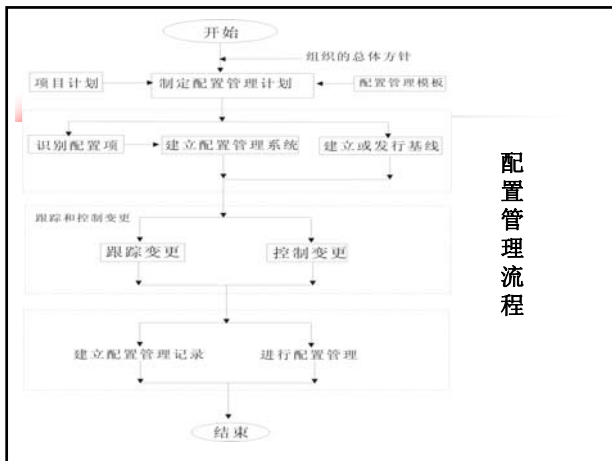 开始
组织的总体方针
项目计划
制定配置管理计划
配置管理模板
识别配置项
建立配置管理系统
建立或发行基线
跟踪和控制变更
跟踪变更
控制变更
建立配置管理记录
进行配置管理
结束
配置管理流程